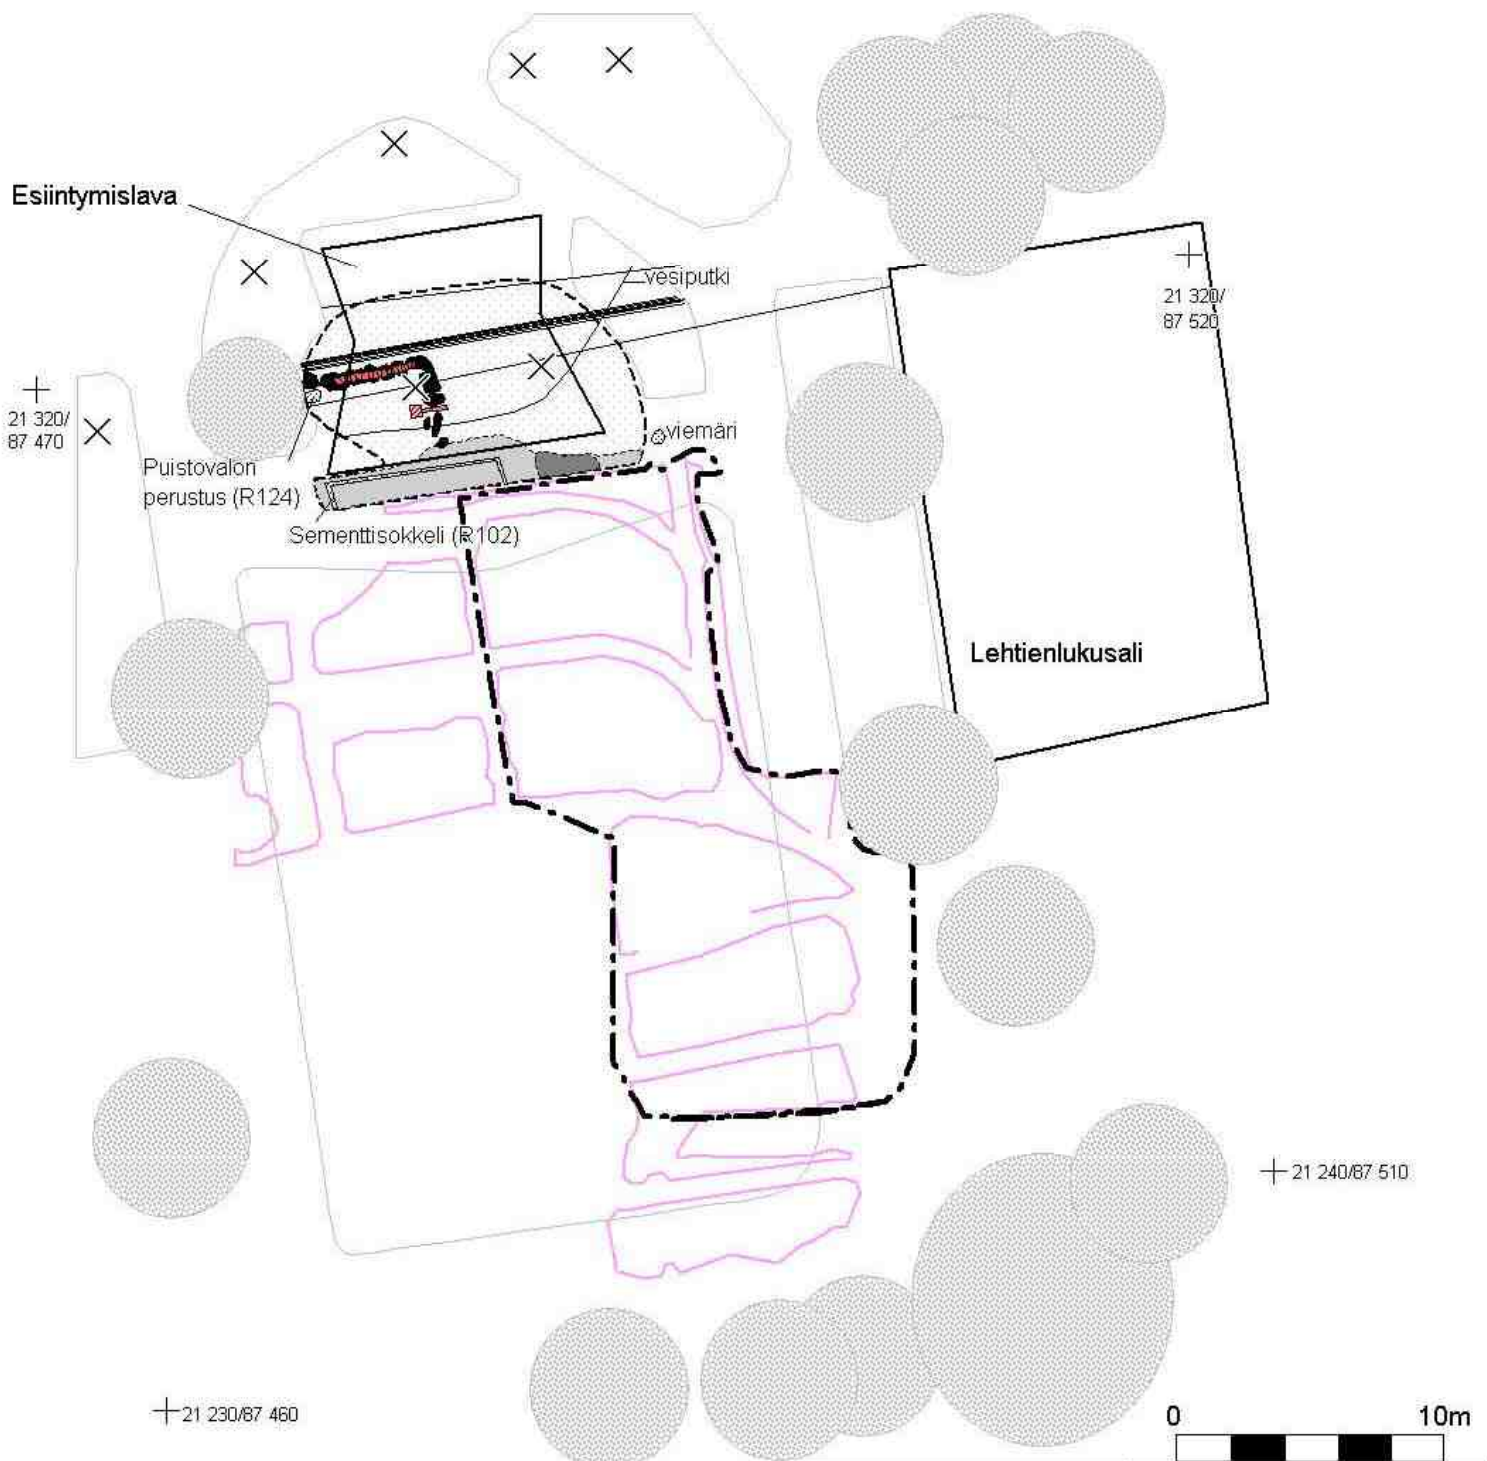 Esiintymislava
vesiputki
21 320/
87 520
21 320/
87 470
viemäri
Puistovalon
perustus (R124)
Sementtisokkeli (R102)
Lehtienlukusali
21 240/87 510
21 230/87 460
0 10m